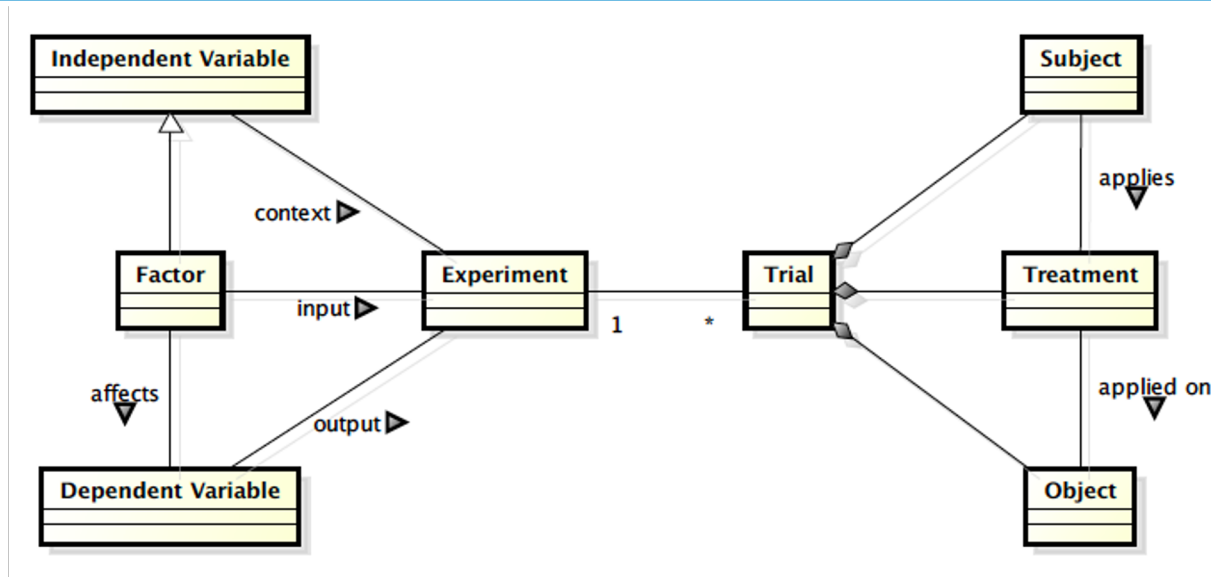 Independent Variable
Subject
applies
context
Factor
Experiment
Trial
Treatment
input
1
*
affects
applied on
output
Dependent Variable
Object